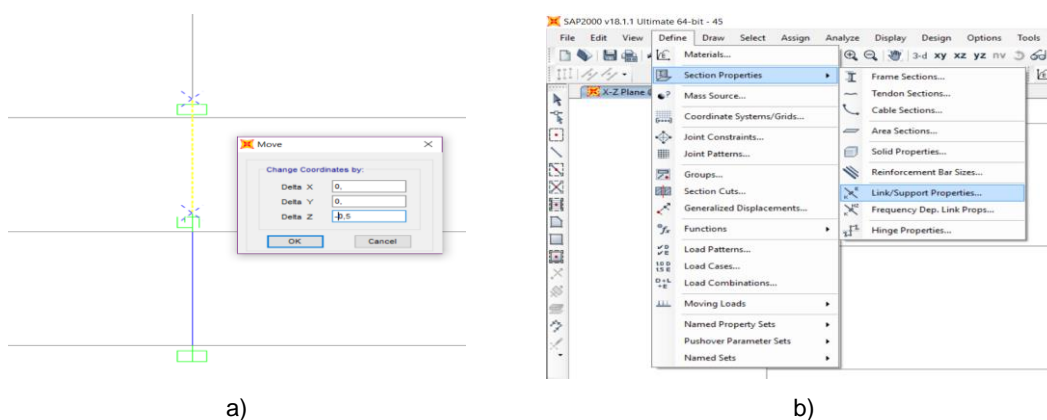 Move
Change Coordinates by:
Delta X 0,
Delta Y 0,
Delta Z -0,5
OK Cancel
a)
SAP2000 v18.1.1 Ultimate 64-bit - 45
File Edit View Define Draw Select Assign Analyze Display Design Options Tools
3-d xy xz yz nv
X-Z Plane
Materials...
Section Properties
Mass Source...
Coordinate Systems/Grids...
Joint Constraints...
Joint Patterns...
Groups...
Section Cuts...
Generalized Displacements...
Functions
Load Patterns...
Load Cases...
Load Combinations...
Moving Loads
Named Property Sets
Pushover Parameter Sets
Named Sets
Frame Sections...
Tendon Sections...
Cable Sections...
Area Sections...
Solid Properties...
Reinforcement Bar Sizes...
Link/Support Properties...
Frequency Dep. Link Props...
Hinge Properties...
b)